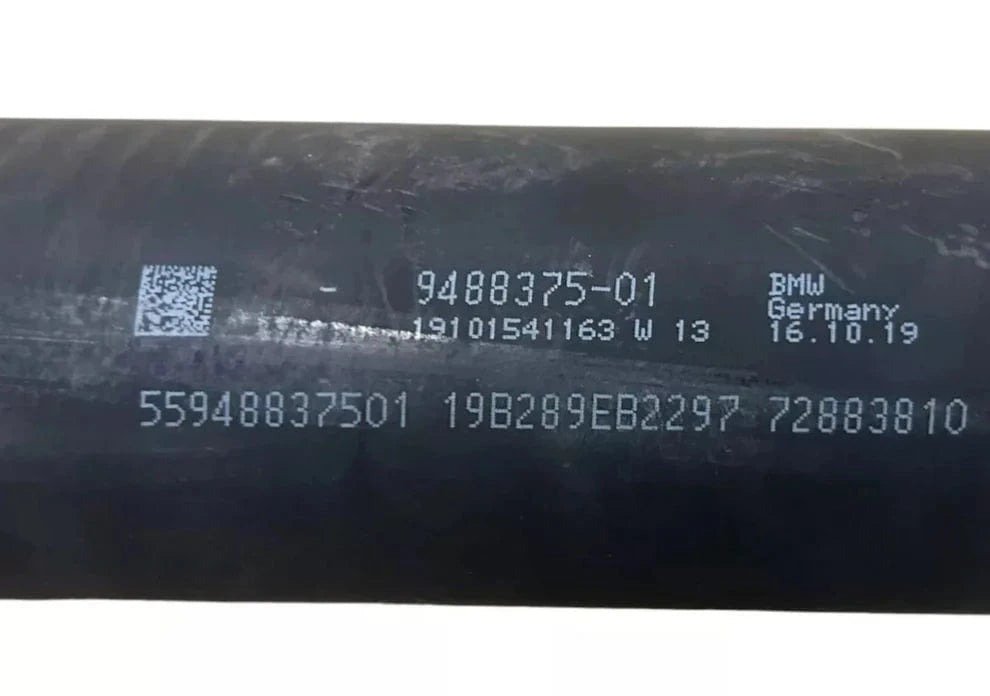 - 9488375-01
19101541163 W 13
BMW
Germany
16.10.19
55948837501 19B289EB2297 72883810